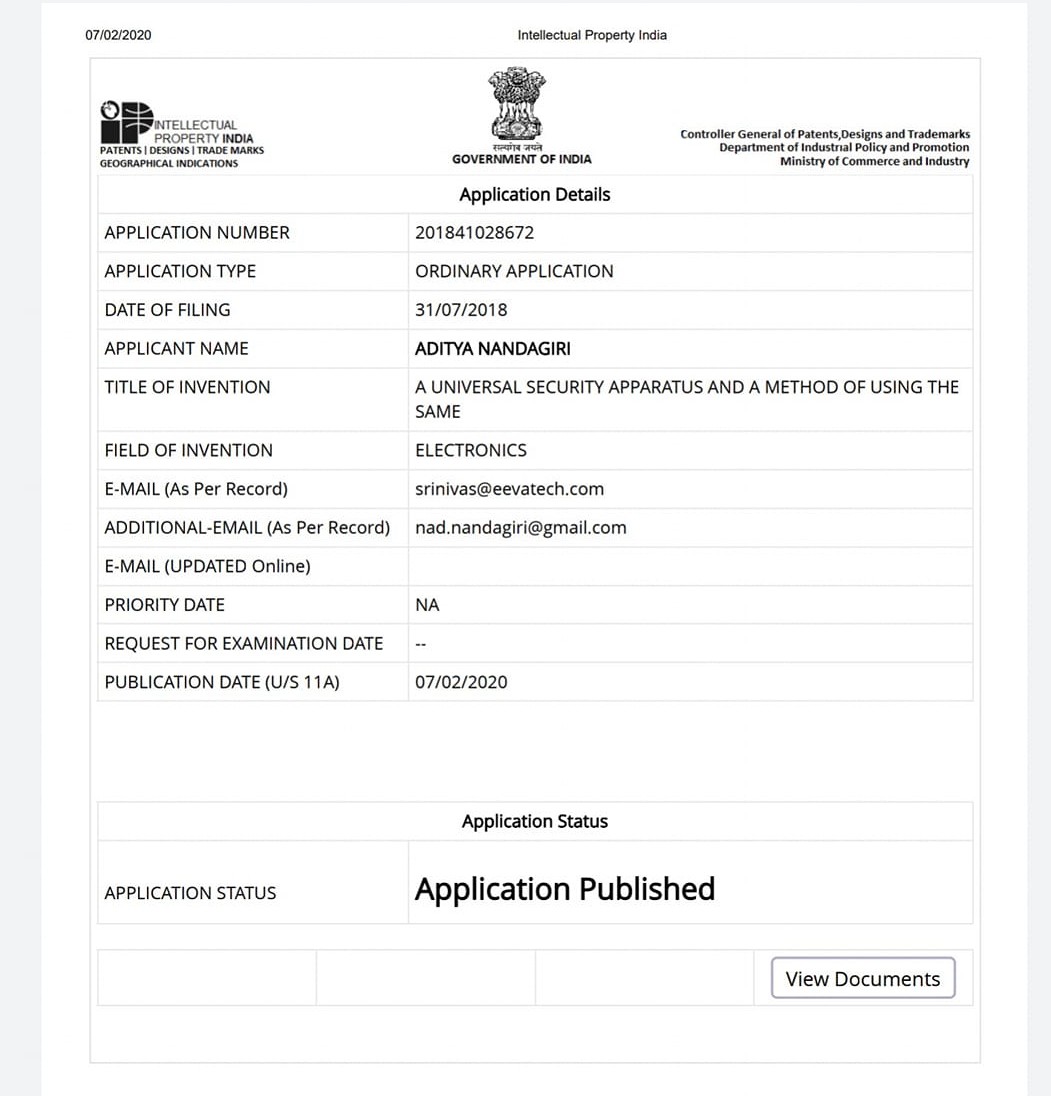 07/02/2020 Intellectual Property India
INTELLECTUAL
PROPERTY INDIA
PATENTS | DESIGNS | TRADE MARKS
GEOGRAPHICAL INDICATIONS
सत्यमेव जयते
GOVERNMENT OF INDIA
Controller General of Patents,Designs and Trademarks
Department of Industrial Policy and Promotion
Ministry of Commerce and Industry
Application Details
APPLICATION NUMBER 201841028672
APPLICATION TYPE ORDINARY APPLICATION
DATE OF FILING 31/07/2018
APPLICANT NAME ADITYA NANDAGIRI
TITLE OF INVENTION A UNIVERSAL SECURITY APPARATUS AND A METHOD OF USING THE
SAME
FIELD OF INVENTION ELECTRONICS
E-MAIL (As Per Record) srinivas@eevatech.com
ADDITIONAL-EMAIL (As Per Record) nad.nandagiri@gmail.com
E-MAIL (UPDATED Online)
PRIORITY DATE NA
REQUEST FOR EXAMINATION DATE --
PUBLICATION DATE (U/S 11A) 07/02/2020
Application Status
APPLICATION STATUS Application Published
View Documents